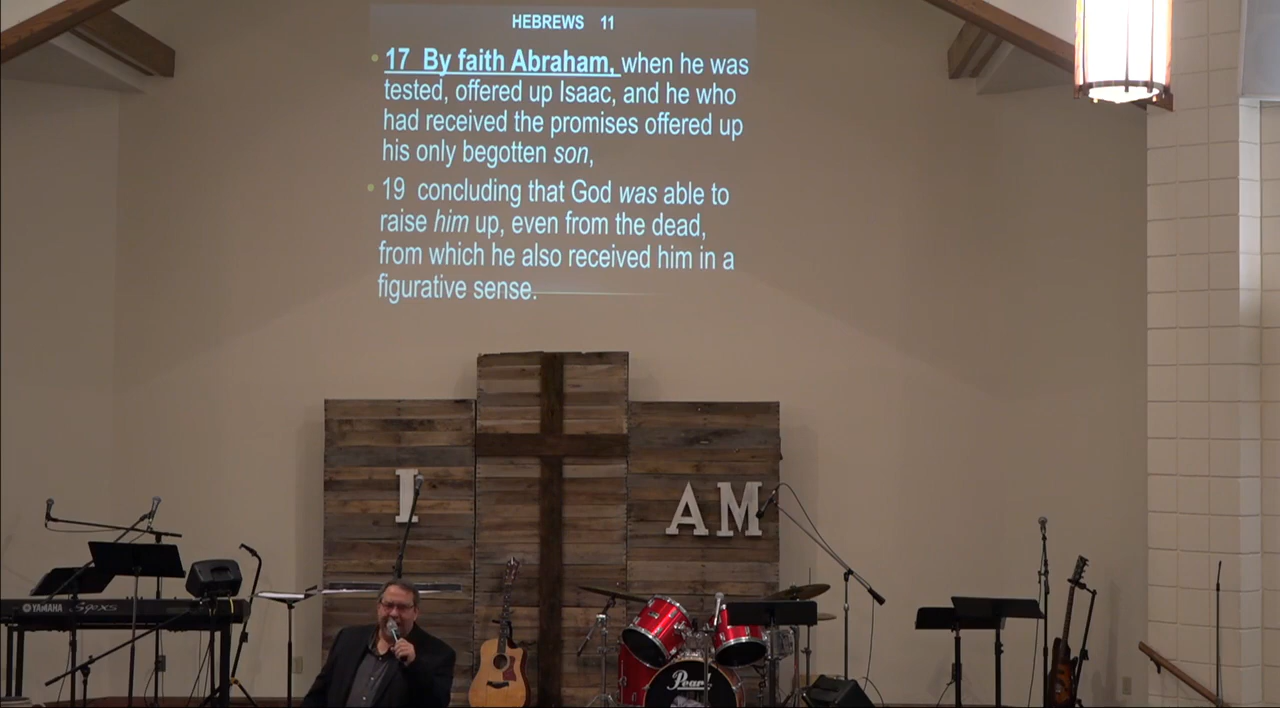 HEBREWS 11
• 17 By faith Abraham, when he was
tested, offered up Isaac, and he who
had received the promises offered up
his only begotten son,
• 19 concluding that God was able to
raise him up, even from the dead,
from which he also received him in a
figurative sense.
I AM
YAMAHA S90XS
Pearl